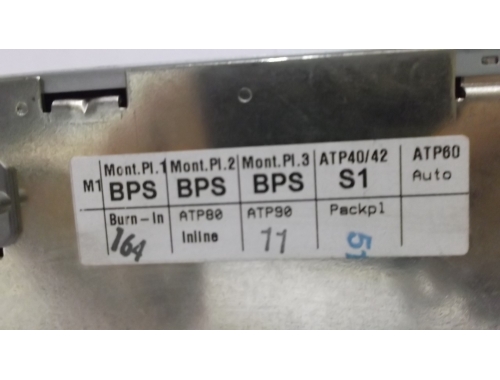 M1 Mont.Pl.1 Mont.Pl.2 Mont.Pl.3 ATP40/42 ATP60
BPS BPS BPS S1 Auto
Burn-In ATP80 ATP90 Packpl
164 Inline 11 51